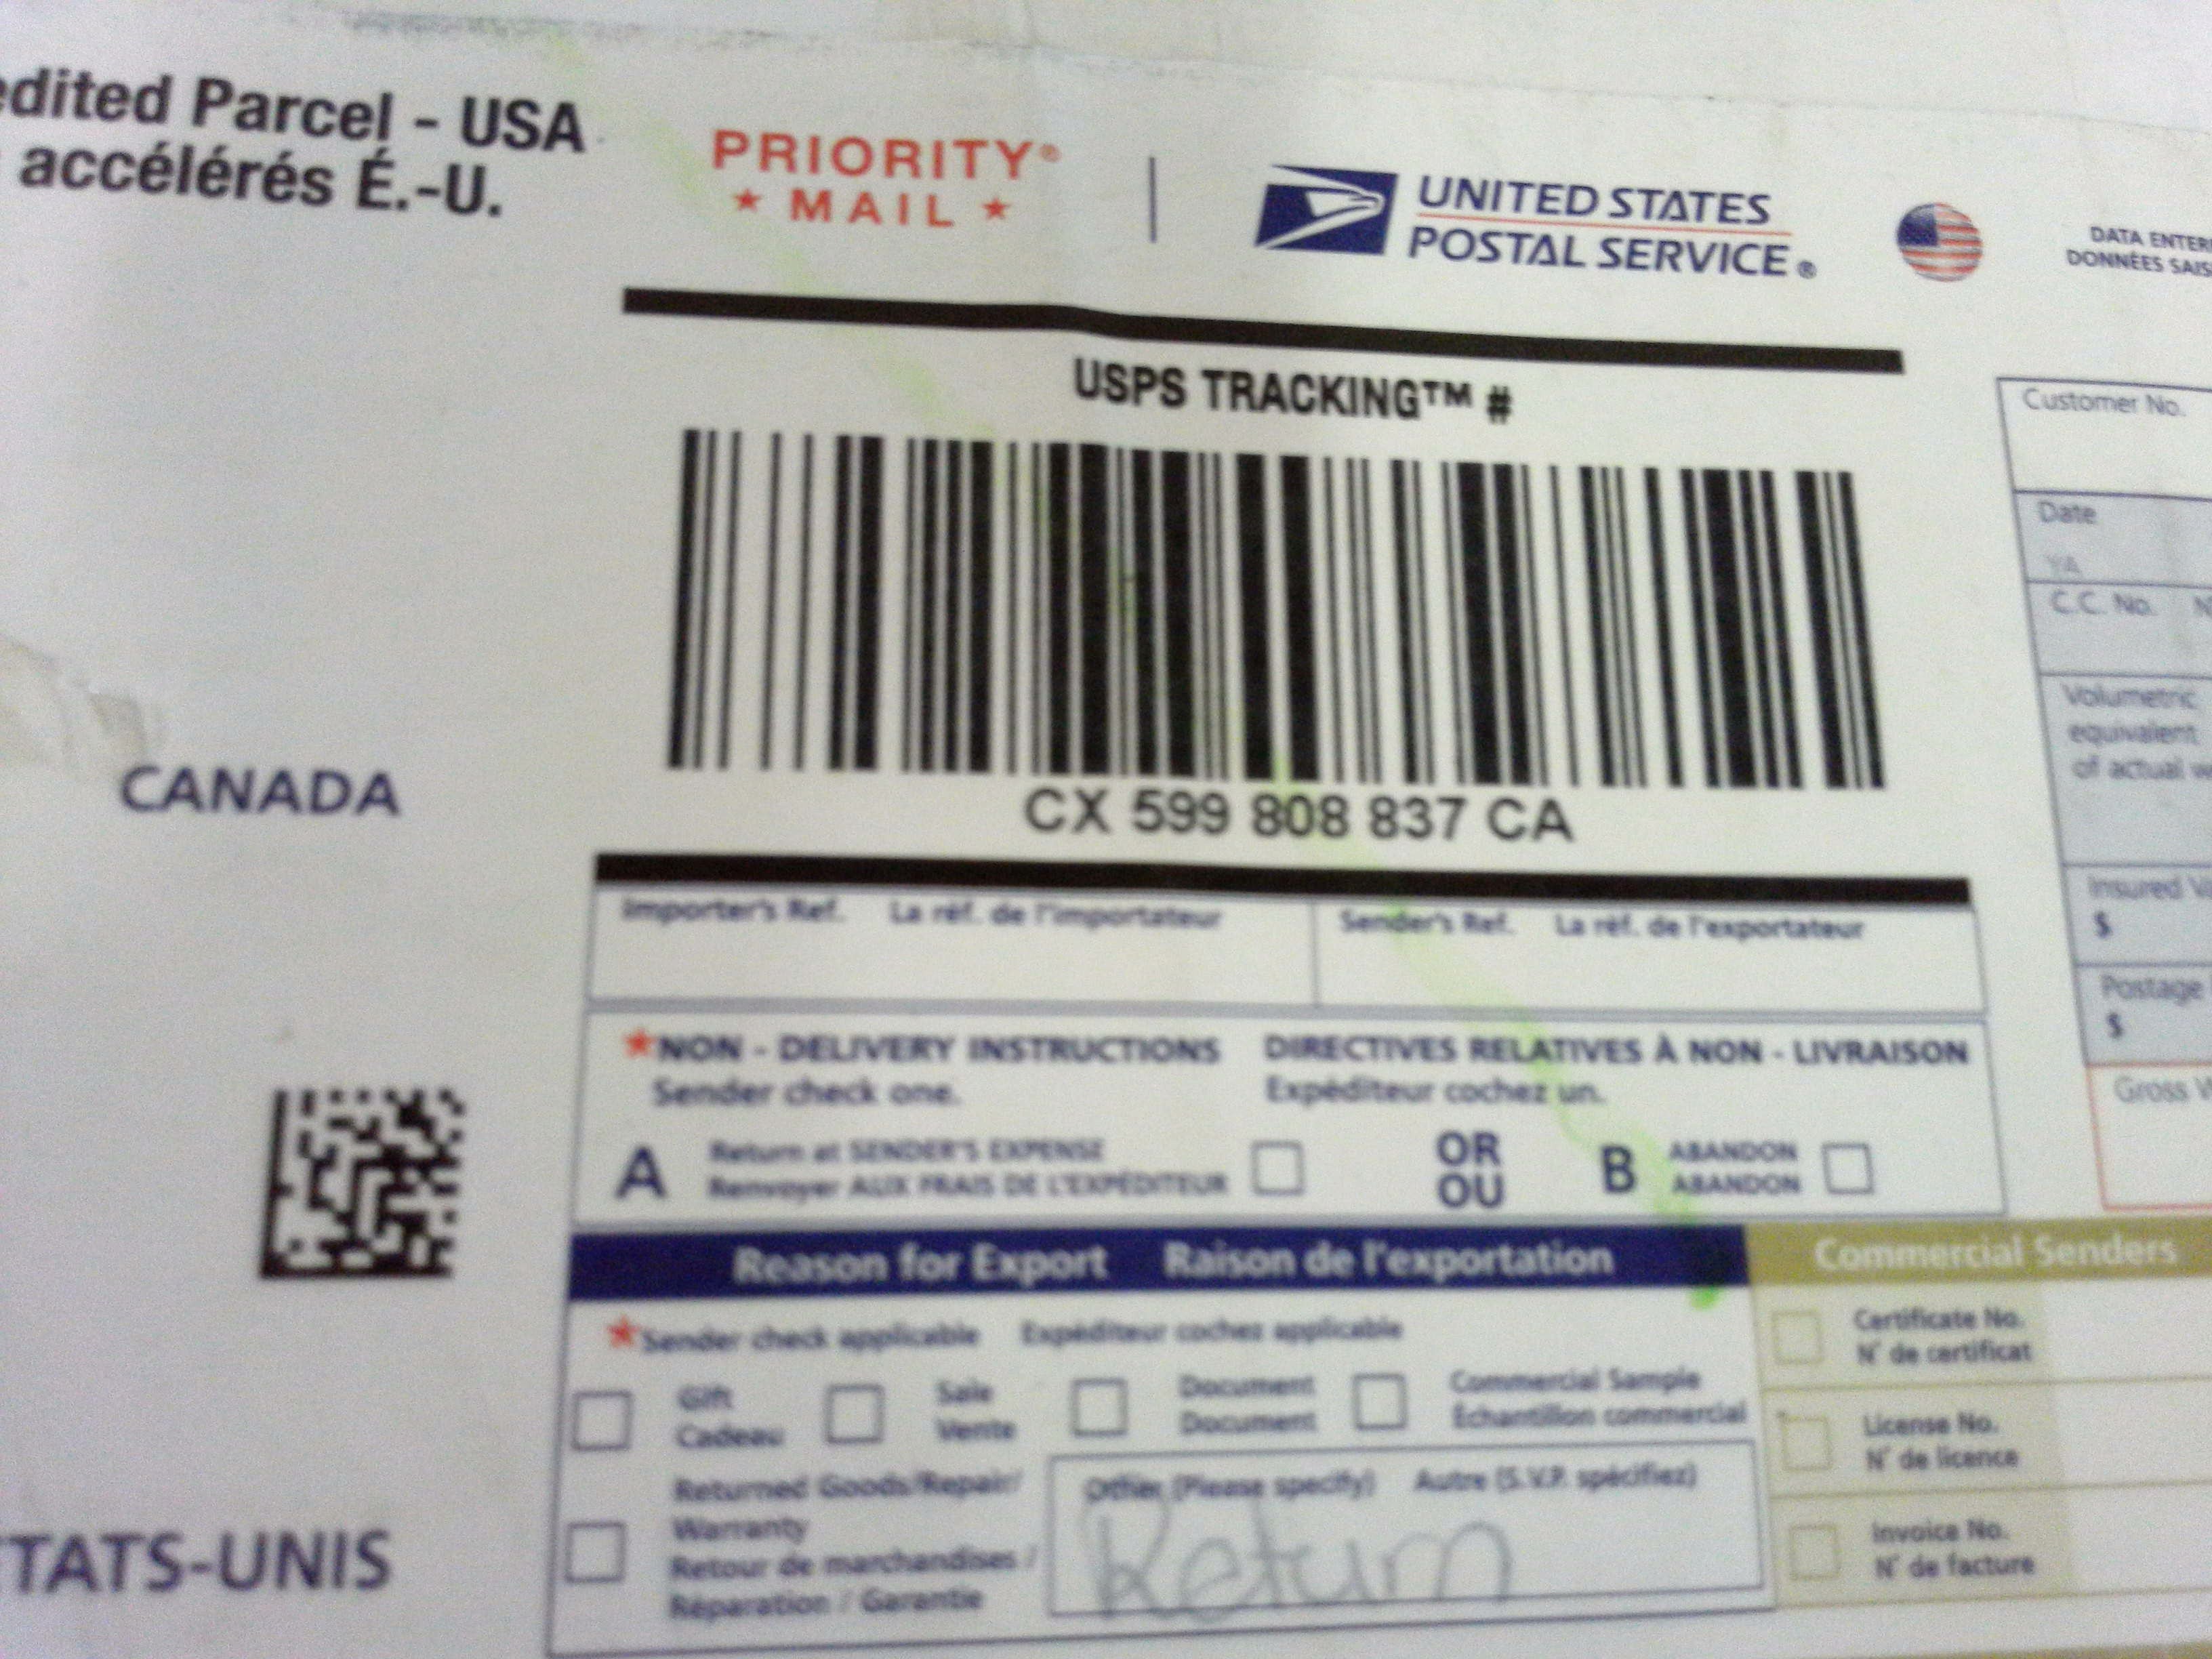 edited Parcel - USA
accélérés É.-U.
PRIORITY®
MAIL
UNITED STATES
POSTAL SERVICE®
DATA ENTER
DONNÉES SAIS
USPS TRACKING™ #
CX 599 808 837 CA
CANADA
Customer No.
Date
YA
C.C. No. N
Volumetric
equivalent
of actual w
Insured V
$
Postage
$
Gross W
Importer's Ref. La réf. de l'importateur
Sender's Ref. La réf. de l'exportateur
*NON - DELIVERY INSTRUCTIONS DIRECTIVES RELATIVES À NON - LIVRAISON
Sender check one. Expéditeur cochez un.
A Return at SENDER'S EXPENSE
Renvoyer AUX FRAIS DE L'EXPÉDITEUR
OR
OU
B ABANDON
ABANDON
Reason for Export Raison de l'exportation
*Sender check applicable Expéditeur cochez applicable
Gift
Cadeau
Sale
Vente
Document
Document
Commercial Sample
Échantillon commercial
Returned Goods/Repair/
Warranty
Retour de marchandises /
Réparation / Garantie
Other (Please specify) Autre (S.V.P. spécifiez)
Return
Commercial Senders
Certificate No.
N° de certificat
License No.
N° de licence
Invoice No.
N° de facture
TATS-UNIS